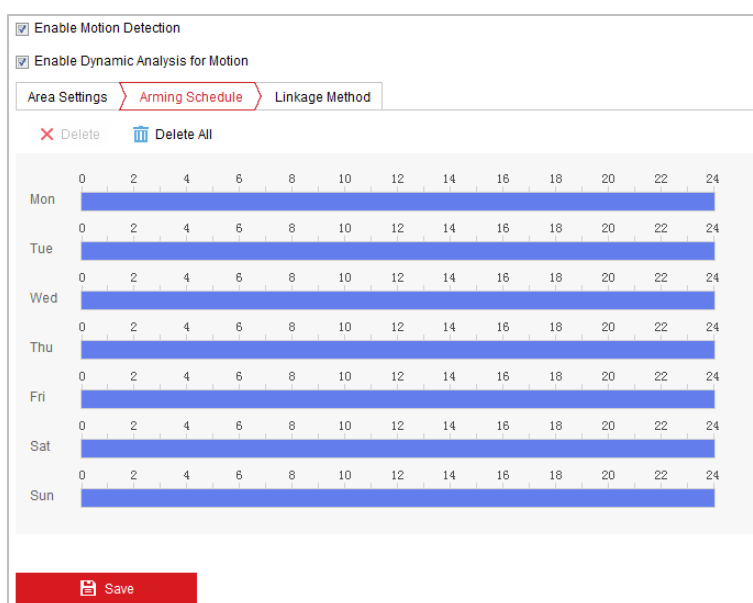 Enable Motion Detection
Enable Dynamic Analysis for Motion
Area Settings Arming Schedule Linkage Method
Delete Delete All
0 2 4 6 8 10 12 14 16 18 20 22 24
Mon
0 2 4 6 8 10 12 14 16 18 20 22 24
Tue
0 2 4 6 8 10 12 14 16 18 20 22 24
Wed
0 2 4 6 8 10 12 14 16 18 20 22 24
Thu
0 2 4 6 8 10 12 14 16 18 20 22 24
Fri
0 2 4 6 8 10 12 14 16 18 20 22 24
Sat
0 2 4 6 8 10 12 14 16 18 20 22 24
Sun
Save